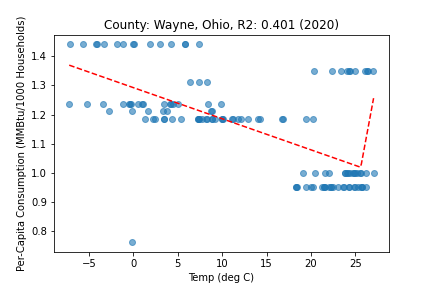 County: Wayne, Ohio, R2: 0.401 (2020)
Per-Capita Consumption (MMBtu/1000 Households)
1.4
1.3
1.2
1.1
1.0
0.9
0.8
−5 0 5 10 15 20 25
Temp (deg C)